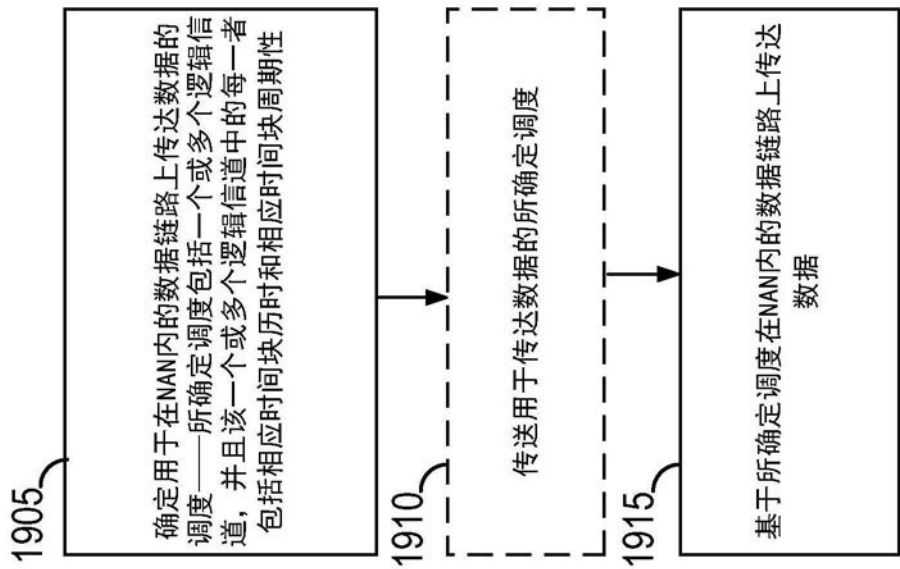 1905
确定用于在NAN内的数据链路上传达数据的
调度——所确定调度包括一个或多个逻辑信
道，并且该一个或多个逻辑信道中的每一者
包括相应时间块历时和相应时间块周期性
1910
传送用于传达数据的所确定调度
1915
基于所确定调度在NAN内的数据链路上传达
数据